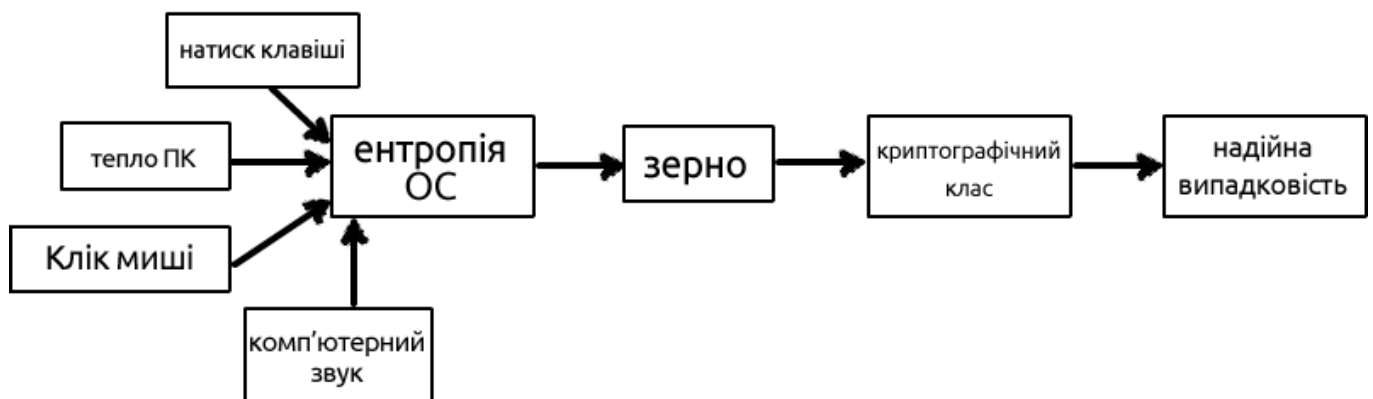 натиск клавіші
тепло ПК
Клік миші
комп'ютерний
звук
ентропія
ОС
зерно
криптографічний
клас
надійна
випадковість